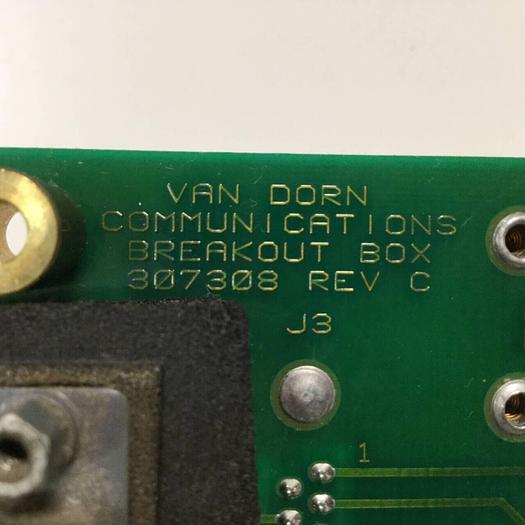 VAN DORN
COMMUNICATIONS
BREAKOUT BOX
307308 REV C
J3
1